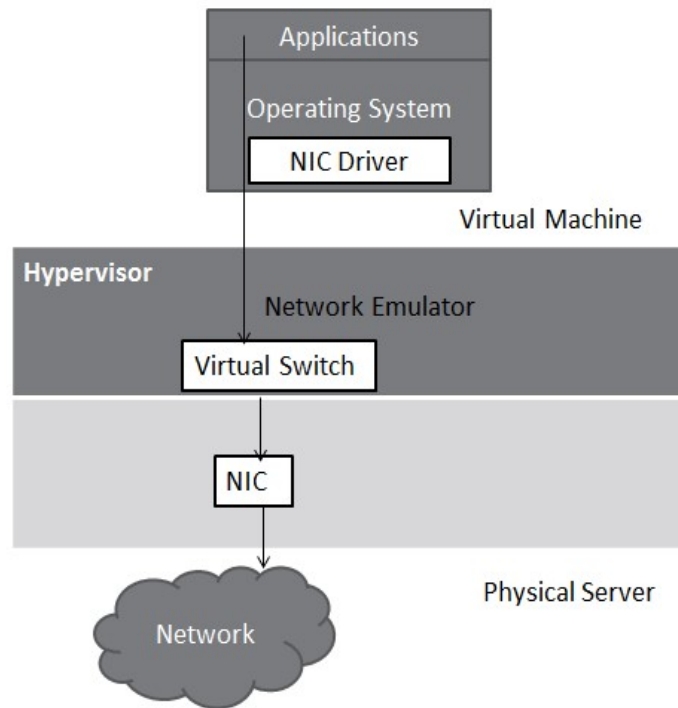 Applications
Operating System
NIC Driver
Virtual Machine
Hypervisor
Network Emulator
Virtual Switch
NIC
Physical Server
Network